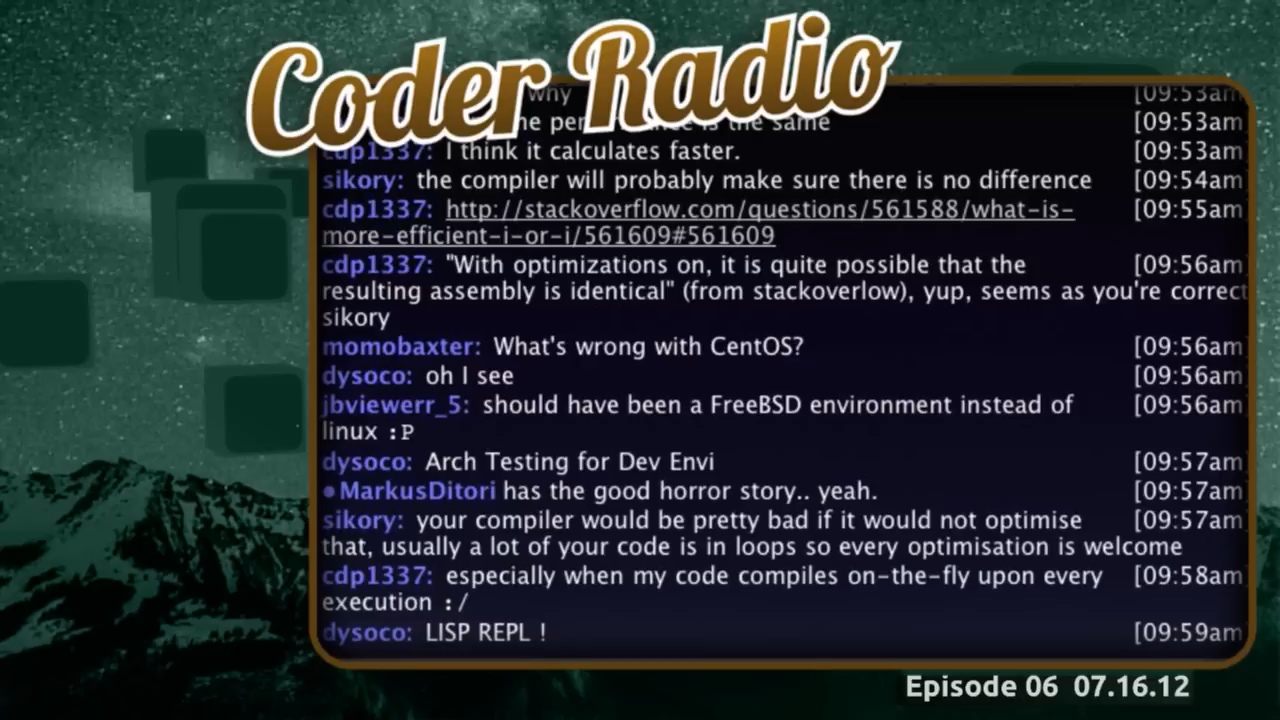 Coder Radio
why [09:53am
is the same [09:53am
cdp1337: I think it calculates faster. [09:53am
sikory: the compiler will probably make sure there is no difference [09:54am
cdp1337: http://stackoverflow.com/questions/561588/what-is- [09:55am
more-efficient-i-or-i/561609#561609
cdp1337: "With optimizations on, it is quite possible that the [09:56am
resulting assembly is identical" (from stackoverlow), yup, seems as you're correct
sikory
momobaxter: What's wrong with CentOS? [09:56am
dysoco: oh I see [09:56am
jbviewerr_5: should have been a FreeBSD environment instead of [09:56am
linux :P
dysoco: Arch Testing for Dev Envi [09:57am
•MarkusDitori has the good horror story.. yeah. [09:57am
sikory: your compiler would be pretty bad if it would not optimise [09:57am
that, usually a lot of your code is in loops so every optimisation is welcome
cdp1337: especially when my code compiles on-the-fly upon every [09:58am
execution :/
dysoco: LISP REPL ! [09:59am
Episode 06 07.16.12